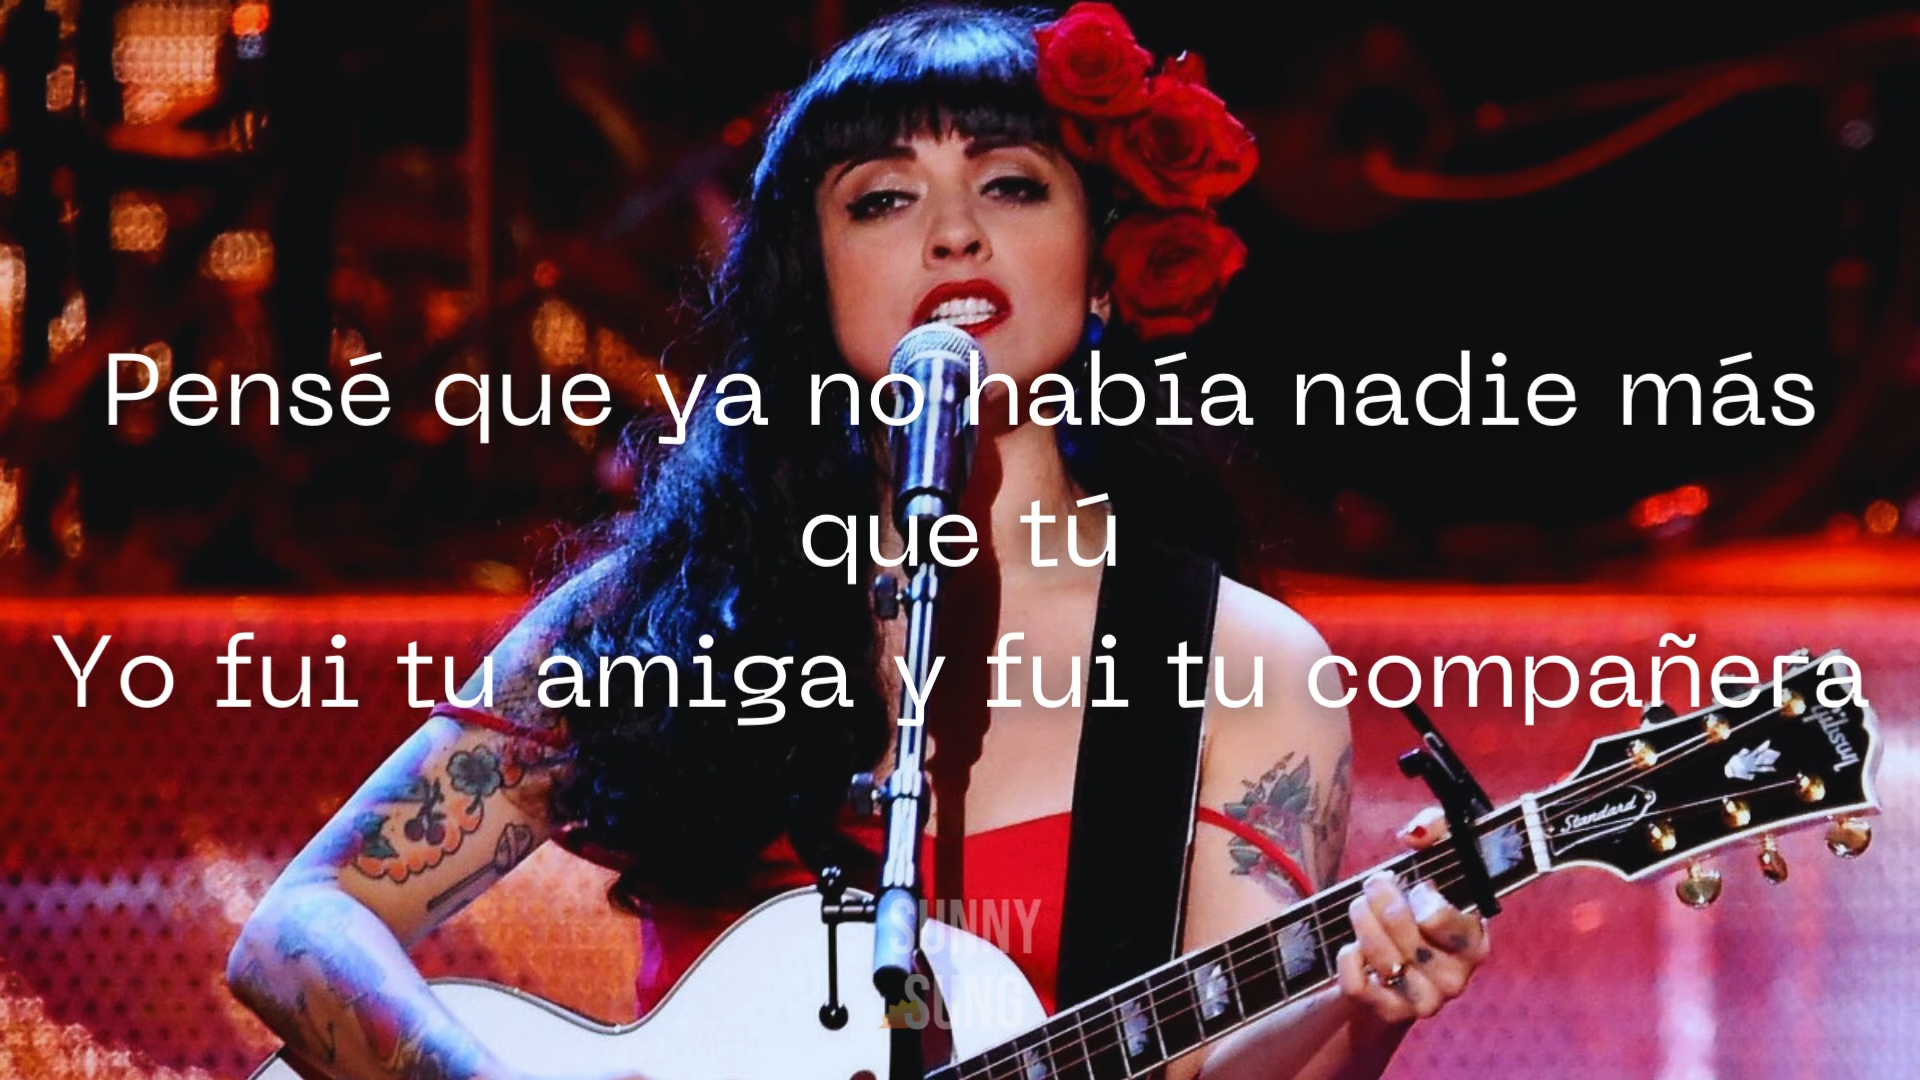 Pensé que ya no había nadie más
que tú
Yo fui tu amiga y fui tu compañera
Gibson
Standard
SUNNY
SUNG